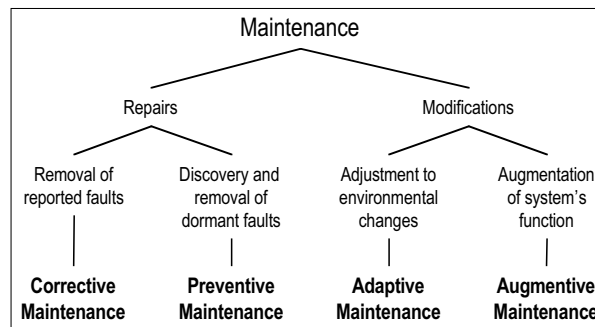 Maintenance
Repairs
Modifications
Removal of
reported faults
Discovery and
removal of
dormant faults
Adjustment to
environmental
changes
Augmentation
of system's
function
Corrective
Maintenance
Preventive
Maintenance
Adaptive
Maintenance
Augmentive
Maintenance